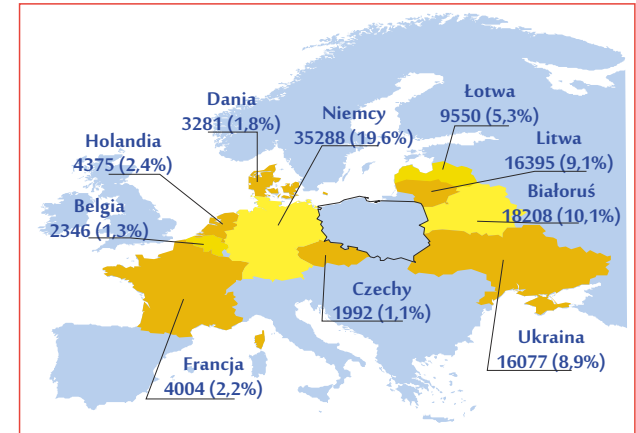 Dania
3281 (1,8%)
Niemcy
35288 (19,6%)
Łotwa
9550 (5,3%)
Holandia
4375 (2,4%)
Litwa
16395 (9,1%)
Belgia
2346 (1,3%)
Białoruś
18208 (10,1%)
Czechy
1992 (1,1%)
Francja
4004 (2,2%)
Ukraina
16077 (8,9%)